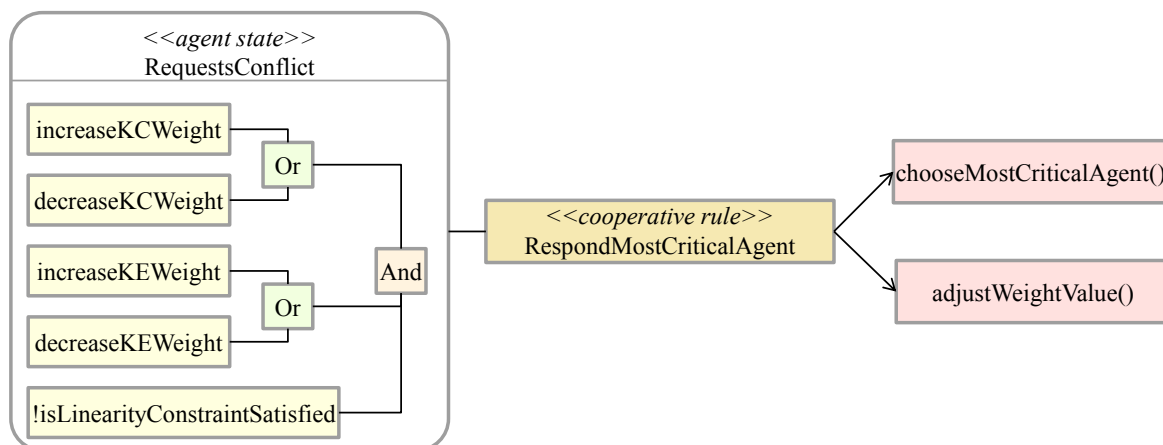 <<agent state>>
RequestsConflict
increaseKCWeight
Or
decreaseKCWeight
increaseKEWeight
Or
decreaseKEWeight
And
!isLinearityConstraintSatisfied
<<cooperative rule>>
RespondMostCriticalAgent
chooseMostCriticalAgent()
adjustWeightValue()